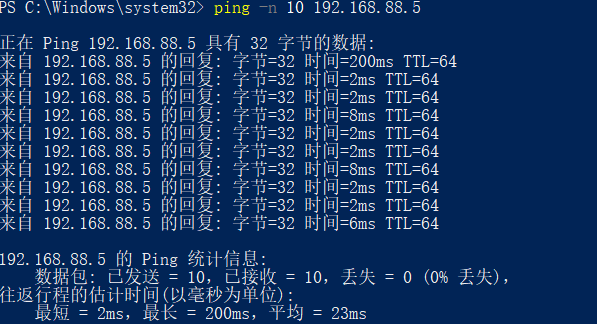 PS C:\Windows\system32> ping -n 10 192.168.88.5
正在 Ping 192.168.88.5 具有 32 字节的数据:
来自 192.168.88.5 的回复: 字节=32 时间=200ms TTL=64
来自 192.168.88.5 的回复: 字节=32 时间=2ms TTL=64
来自 192.168.88.5 的回复: 字节=32 时间=2ms TTL=64
来自 192.168.88.5 的回复: 字节=32 时间=8ms TTL=64
来自 192.168.88.5 的回复: 字节=32 时间=2ms TTL=64
来自 192.168.88.5 的回复: 字节=32 时间=2ms TTL=64
来自 192.168.88.5 的回复: 字节=32 时间=8ms TTL=64
来自 192.168.88.5 的回复: 字节=32 时间=2ms TTL=64
来自 192.168.88.5 的回复: 字节=32 时间=2ms TTL=64
来自 192.168.88.5 的回复: 字节=32 时间=6ms TTL=64
192.168.88.5 的 Ping 统计信息:
数据包: 已发送 = 10，已接收 = 10，丢失 = 0 (0% 丢失)，
往返行程的估计时间(以毫秒为单位):
最短 = 2ms，最长 = 200ms，平均 = 23ms